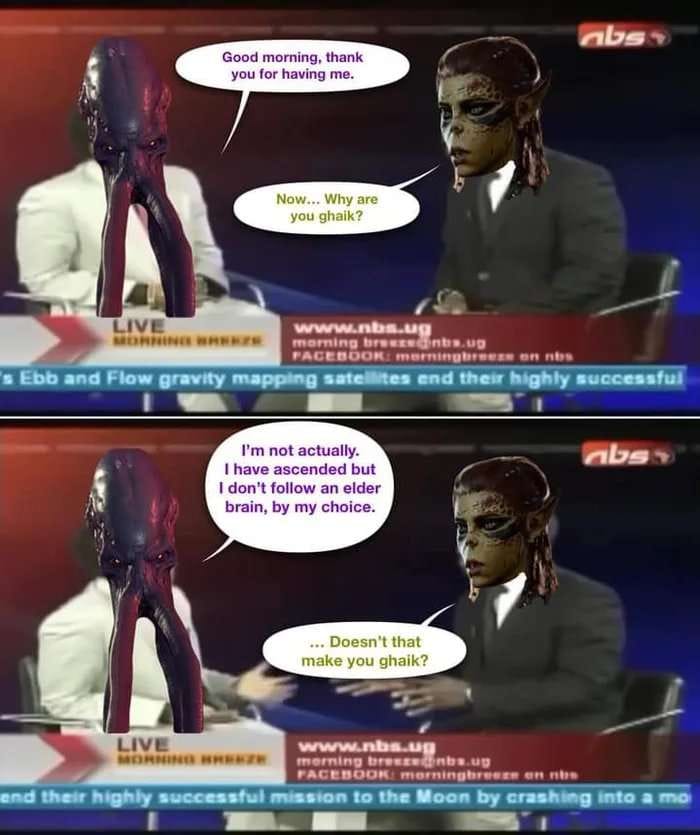 nbs
Good morning, thank
you for having me.
Now... Why are
you ghaik?
LIVE
MORNING BREEZE
www.nbs.ug
morning breeze@nbs.ug
FACEBOOK: morningbreeze on nbs
's Ebb and Flow gravity mapping satellites end their highly successful
nbs
I'm not actually.
I have ascended but
I don't follow an elder
brain, by my choice.
... Doesn't that
make you ghaik?
LIVE
MORNING BREEZE
www.nbs.ug
morning breeze@nbs.ug
FACEBOOK: morningbreeze on nbs
end their highly successful mission to the Moon by crashing into a mo